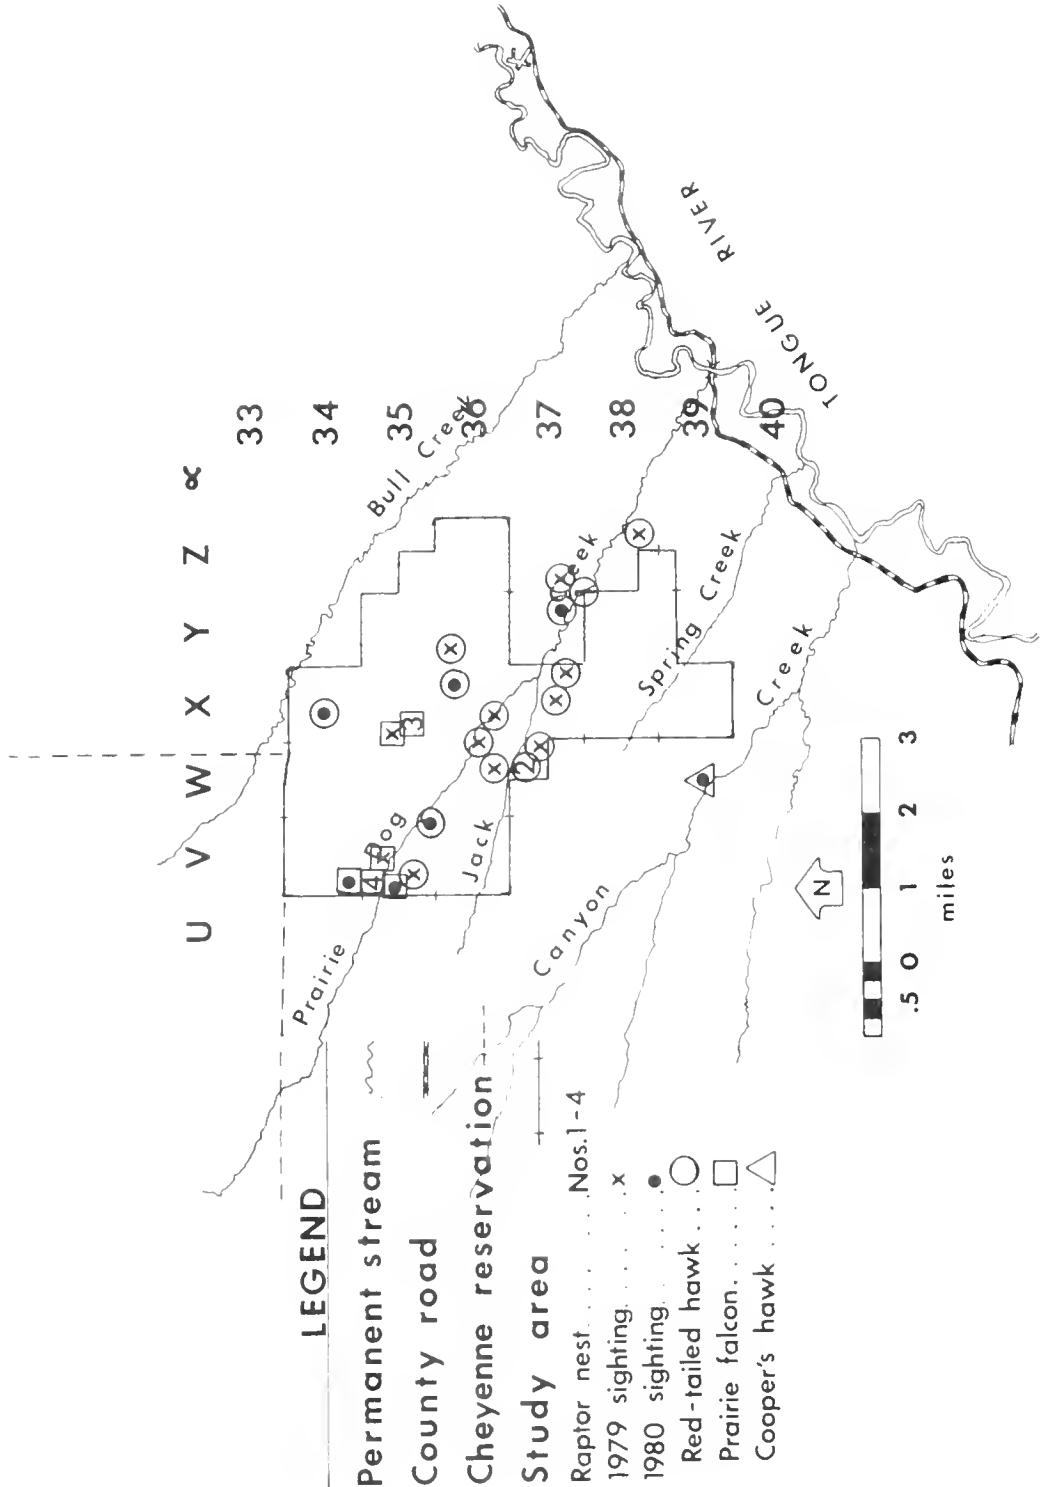 LEGEND
Permanent stream
County road
Cheyenne reservation
Study area
Raptor nest......Nos.1-4
1979 sighting.....x
1980 sighting.....●
Red-tailed hawk....
Prairie falcon......
Cooper's hawk.....
U V W X Y Z α
33
34
35
36
37
38
39
40
Bull Creek
Prairie Dog Creek
Jack
Canyon Creek
Spring Creek
TONGUE RIVER
1
2
3
4
N
.5 0 1 2 3
miles